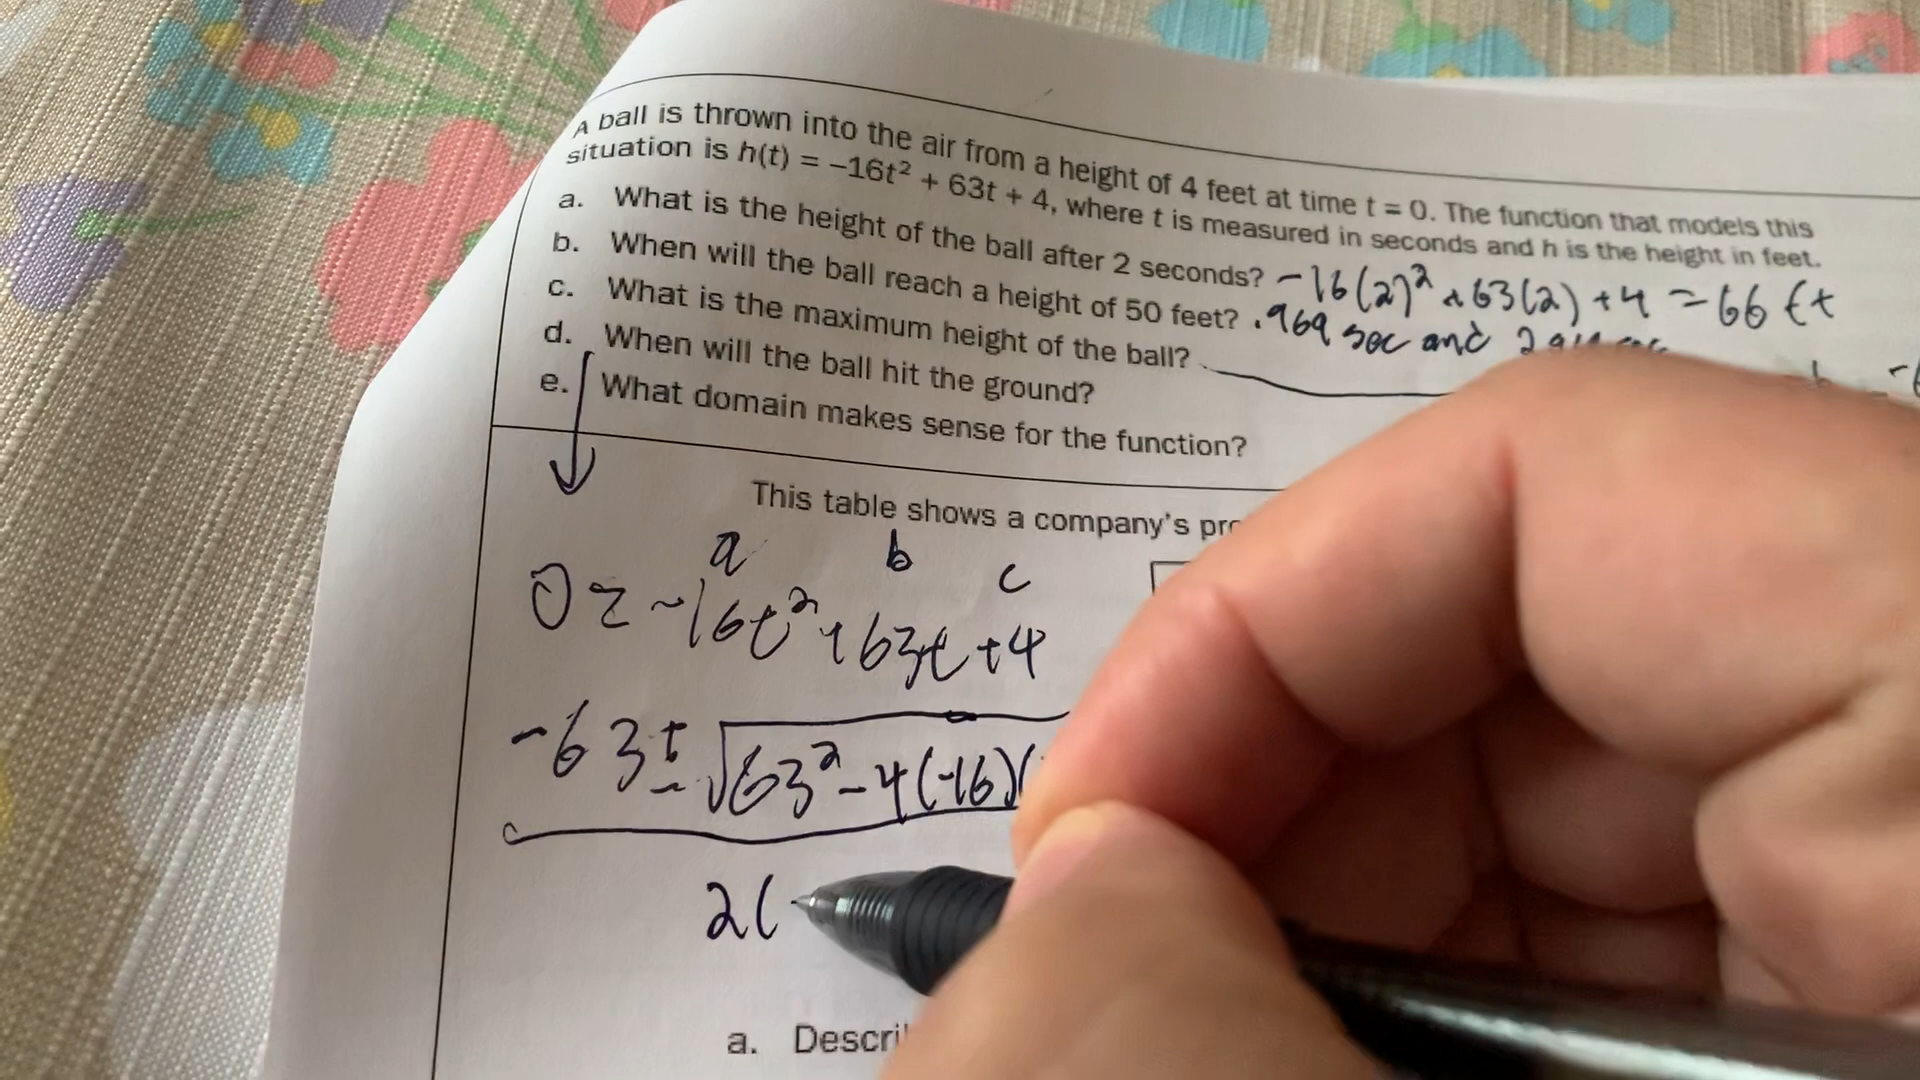 A ball is thrown into the air from a height of 4 feet at time t = 0. The function that models this
situation is h(t) = –16t² + 63t + 4, where t is measured in seconds and h is the height in feet.
a. What is the height of the ball after 2 seconds? -16(2)² + 63(2) + 4 = 66 ft
b. When will the ball reach a height of 50 feet? .969 sec and
c. What is the maximum height of the ball?
d. When will the ball hit the ground?
e. What domain makes sense for the function?
This table shows a company's
a b c
0 = -16t² + 63t + 4
-63 ± √63² - 4(-16)(
2(-
a.